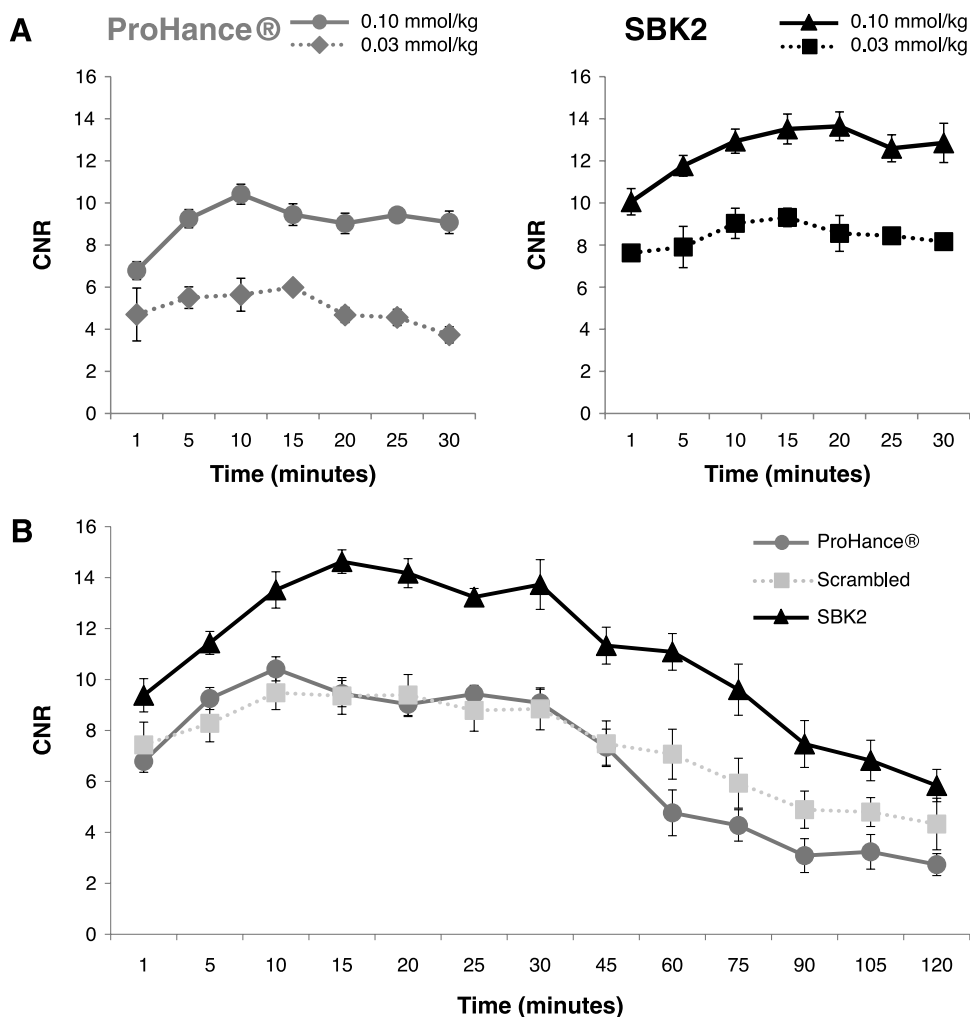 A
ProHance®
0.10 mmol/kg
0.03 mmol/kg
SBK2
0.10 mmol/kg
0.03 mmol/kg
16
14
12
10
8
6
4
2
0
CNR
1 5 10 15 20 25 30
Time (minutes)
16
14
12
10
8
6
4
2
0
CNR
1 5 10 15 20 25 30
Time (minutes)
B
16
14
12
10
8
6
4
2
0
CNR
ProHance®
Scrambled
SBK2
1 5 10 15 20 25 30 45 60 75 90 105 120
Time (minutes)